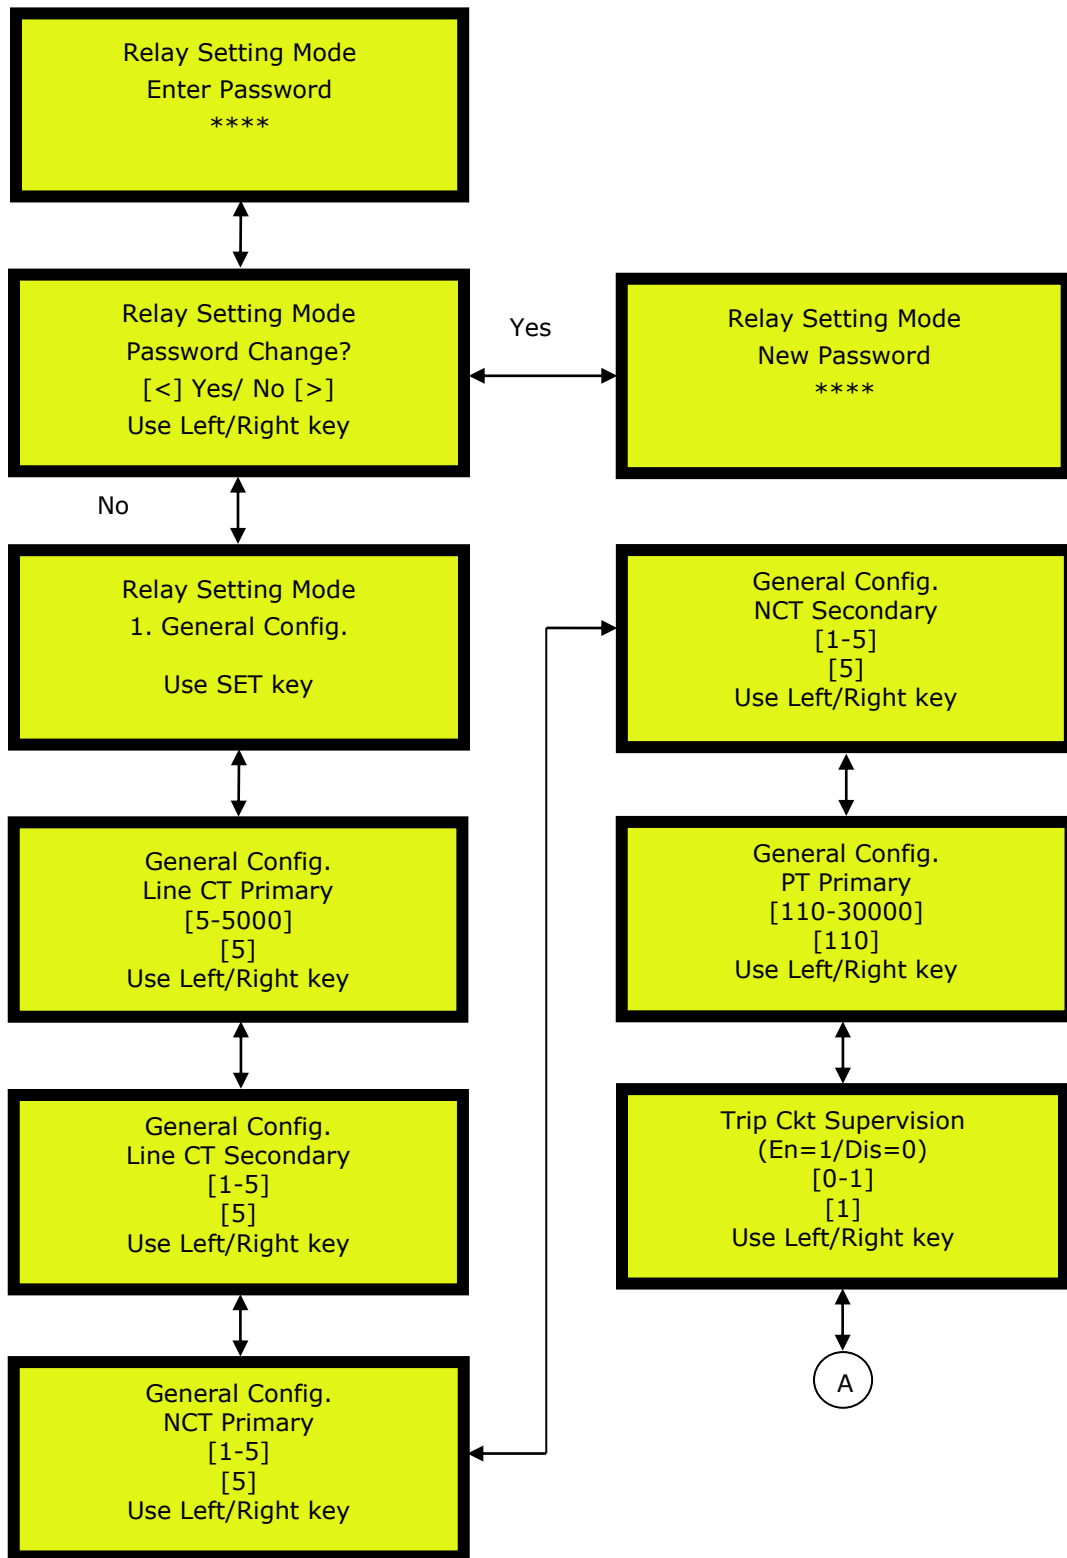 Relay Setting Mode
Enter Password
****
Relay Setting Mode
Password Change?
[<] Yes/ No [>]
Use Left/Right key
Yes
Relay Setting Mode
New Password
****
No
Relay Setting Mode
1. General Config.
Use SET key
General Config.
Line CT Primary
[5-5000]
[5]
Use Left/Right key
General Config.
Line CT Secondary
[1-5]
[5]
Use Left/Right key
General Config.
NCT Primary
[1-5]
[5]
Use Left/Right key
General Config.
NCT Secondary
[1-5]
[5]
Use Left/Right key
General Config.
PT Primary
[110-30000]
[110]
Use Left/Right key
Trip Ckt Supervision
(En=1/Dis=0)
[0-1]
[1]
Use Left/Right key
A